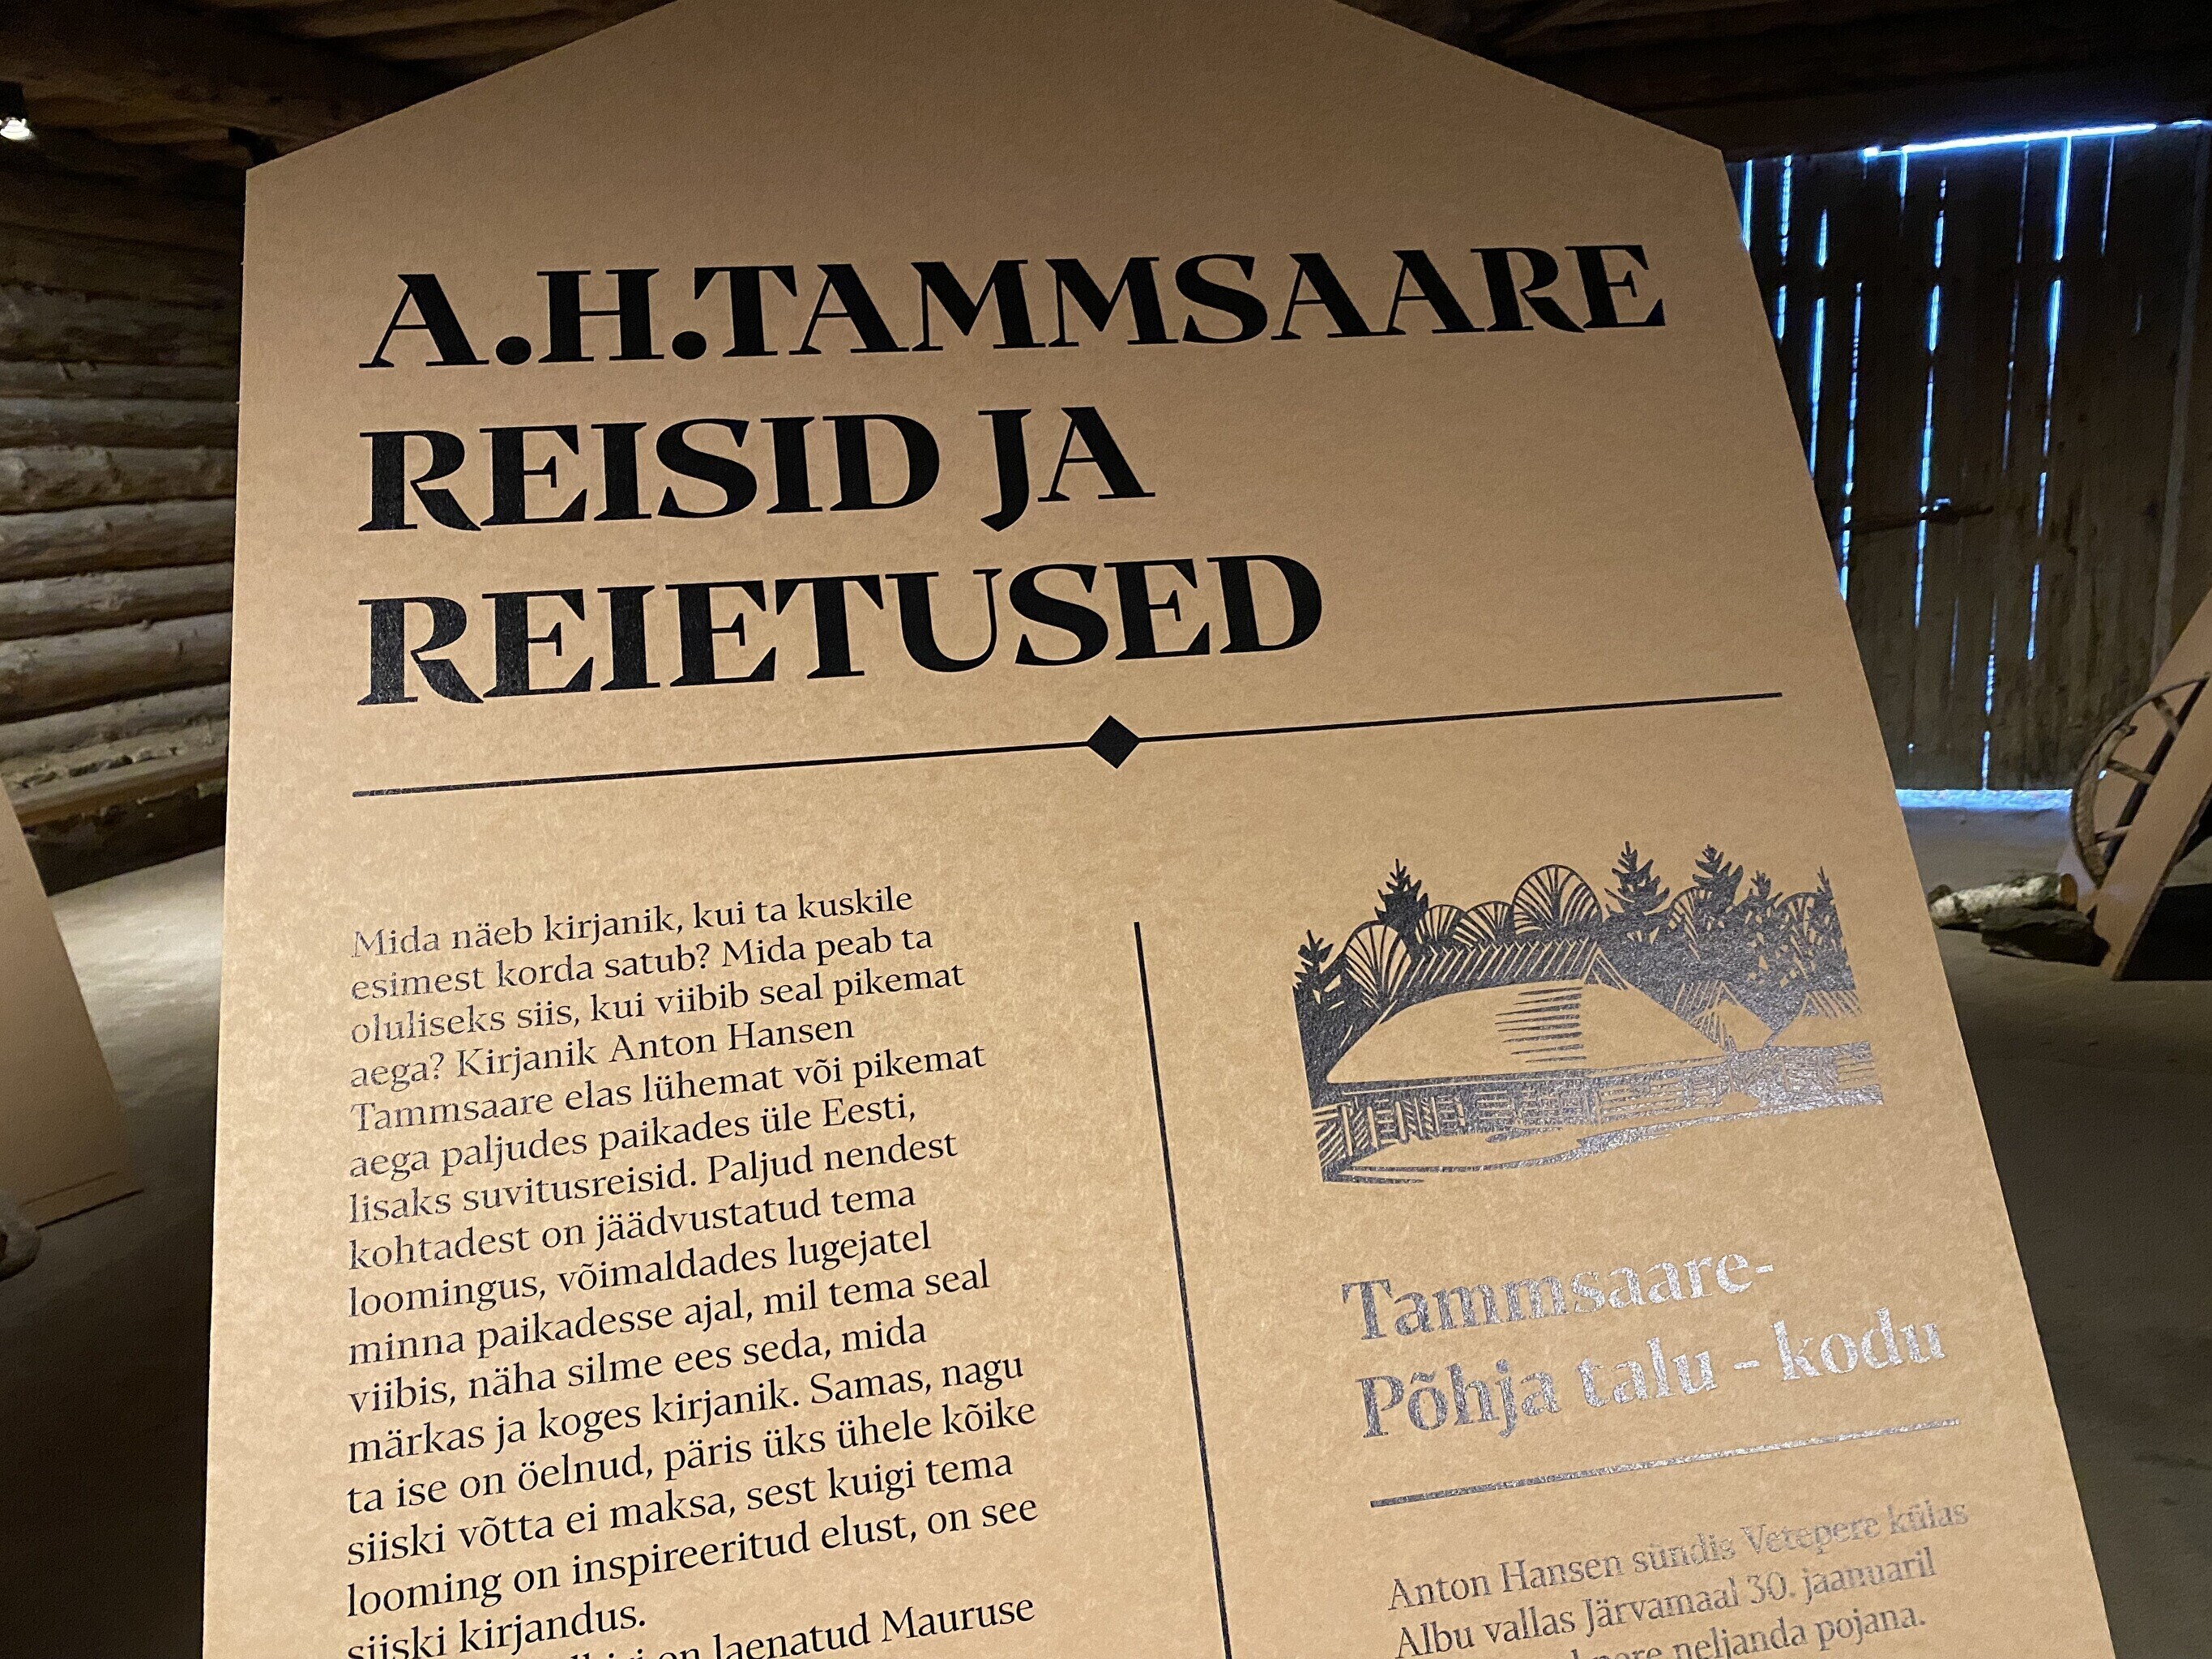 A.H.TAMMSAARE
REISID JA
REIETUSED
Mida näeb kirjanik, kui ta kuskile
esimest korda satub? Mida peab ta
oluliseks siis, kui viibib seal pikemat
aega? Kirjanik Anton Hansen
Tammsaare elas lühemat või pikemat
aega paljudes paikades üle Eesti,
lisaks suvitusreisid. Paljud nendest
kohtadest on jäädvustatud tema
loomingus, võimaldades lugejatel
minna paikadesse ajal, mil tema seal
viibis, näha silme ees seda, mida
märkas ja koges kirjanik. Samas, nagu
ta ise on öelnud, päris üks ühele kõike
siiski võtta ei maksa, sest kuigi tema
looming on inspireeritud elust, on see
siiski kirjandus.
on laenatud Mauruse
Tammsaare-
Põhja talu - kodu
Anton Hansen sündis Vetepere külas
Albu vallas Järvamaal 30. jaanuaril
neljanda pojana.